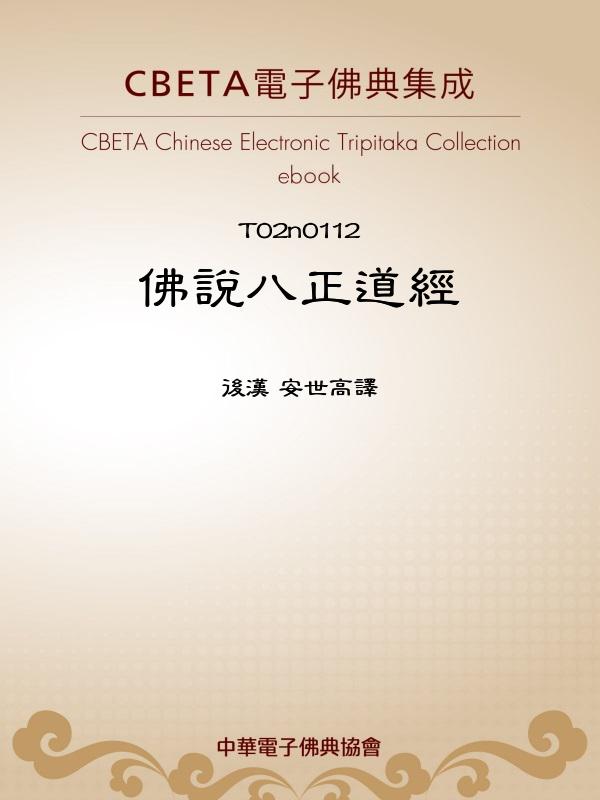 CBETA電子佛典集成
CBETA Chinese Electronic Tripitaka Collection
ebook
T02n0112
佛說八正道經
後漢 安世高譯
中華電子佛典協會